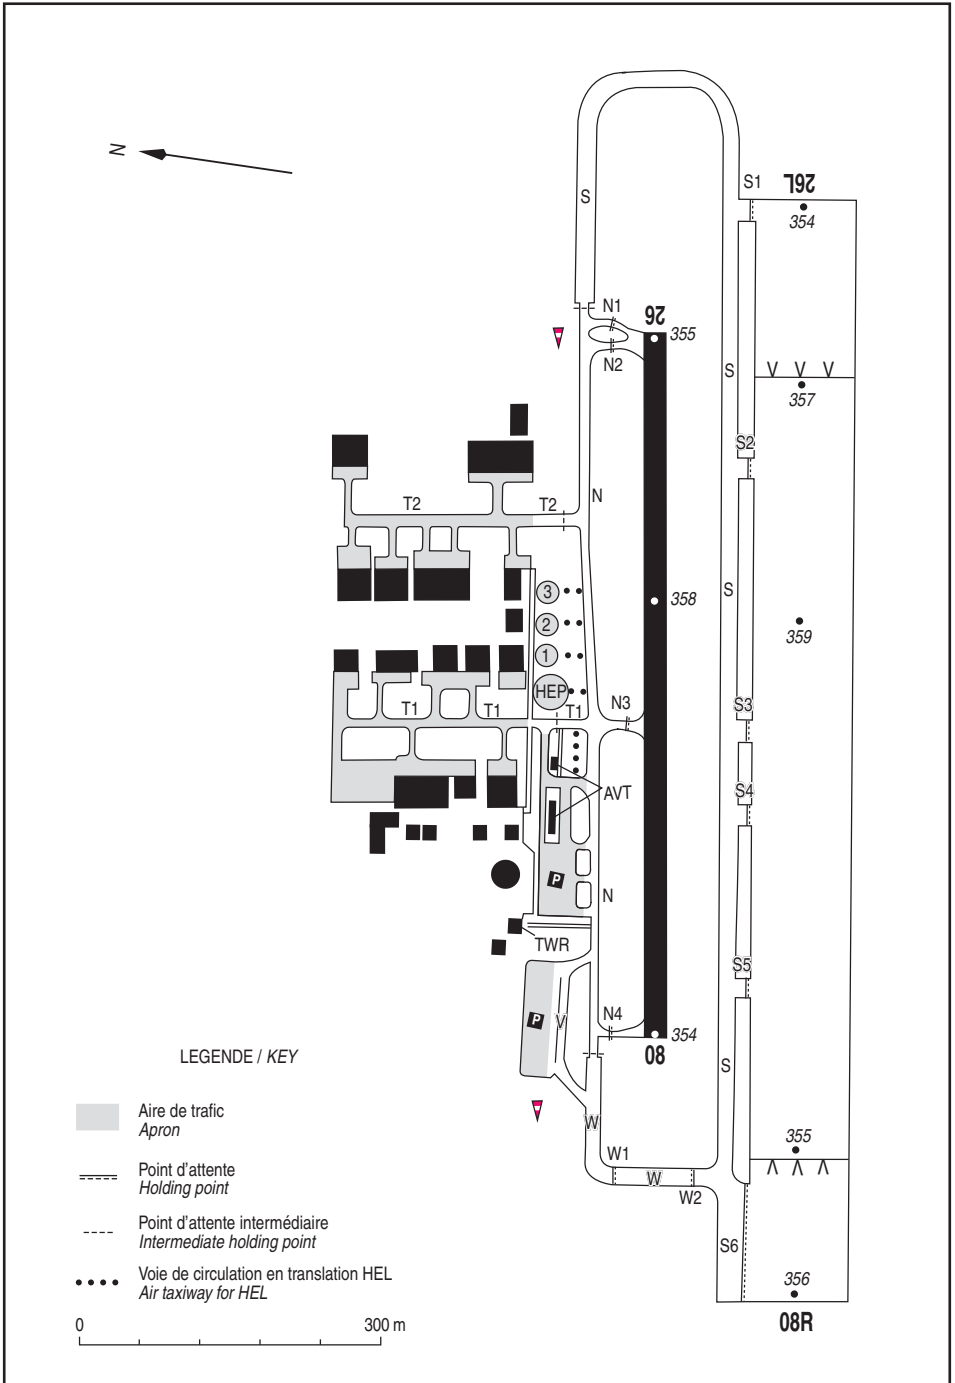 N
S1
26L
354
S
N1
26
355
N2
S
V V V
357
S2
T2
T2
N
3
S
358
2
359
1
HEP
T1
T1
T1
N3
S3
AVT
S4
P
N
TWR
S5
P
V
N4
354
08
S
W
W1
W
W2
355
S6
356
08R
LEGENDE / KEY
Aire de trafic
Apron
Point d'attente
Holding point
Point d'attente intermédiaire
Intermediate holding point
Voie de circulation en translation HEL
Air taxiway for HEL
0
300 m